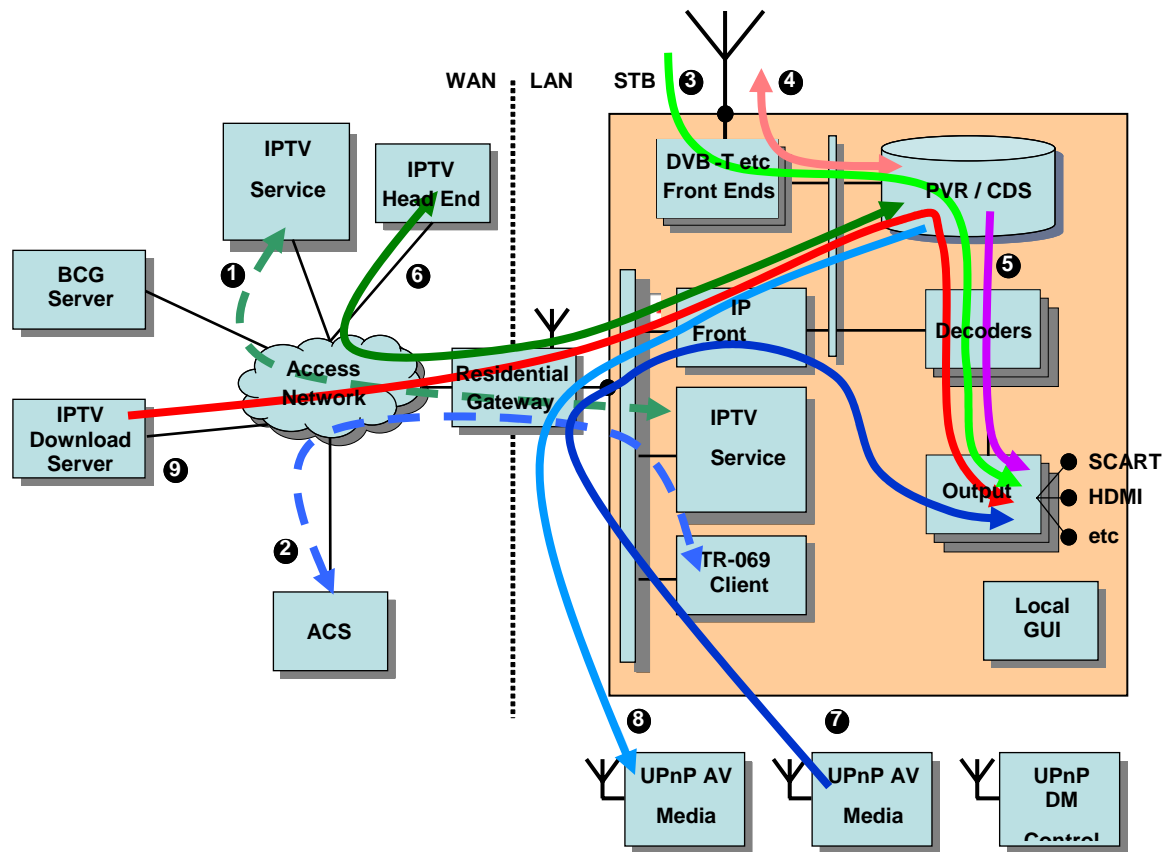 WAN
LAN
STB
3
4
IPTV
Service
IPTV
Head End
DVB -T etc
Front Ends
PVR / CDS
1
6
5
BCG
Server
IP
Front
Decoders
Access
Network
Residential
Gateway
IPTV
Download
Server
9
IPTV
Service
Output
SCART
HDMI
etc
2
TR-069
Client
ACS
Local
GUI
8
7
UPnP AV
Media
UPnP AV
Media
UPnP
DM
Control